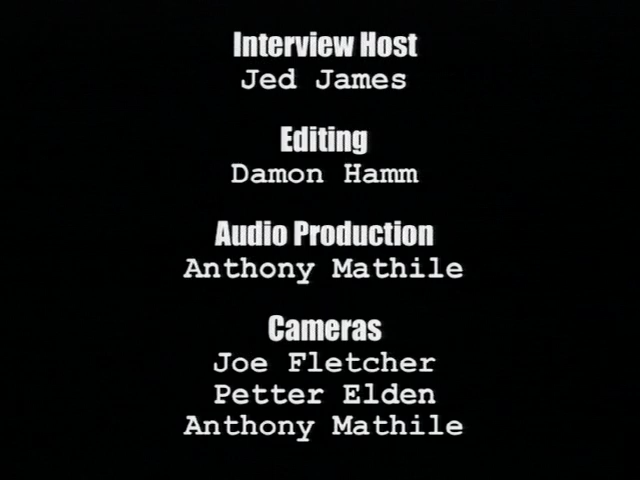 Interview Host
Jed James
Editing
Damon Hamm
Audio Production
Anthony Mathile
Cameras
Joe Fletcher
Petter Elden
Anthony Mathile